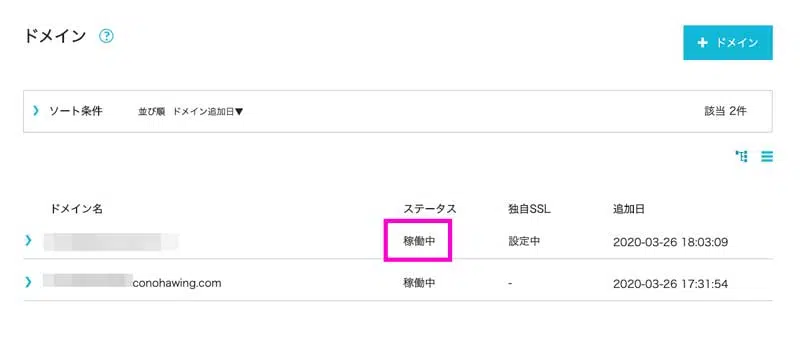 ドメイン ?
+ ドメイン
ソート条件 並び順 ドメイン追加日▼ 該当 2件
ドメイン名 ステータス 独自SSL 追加日
稼働中 設定中 2020-03-26 18:03:09
conohawing.com 稼働中 - 2020-03-26 17:31:54